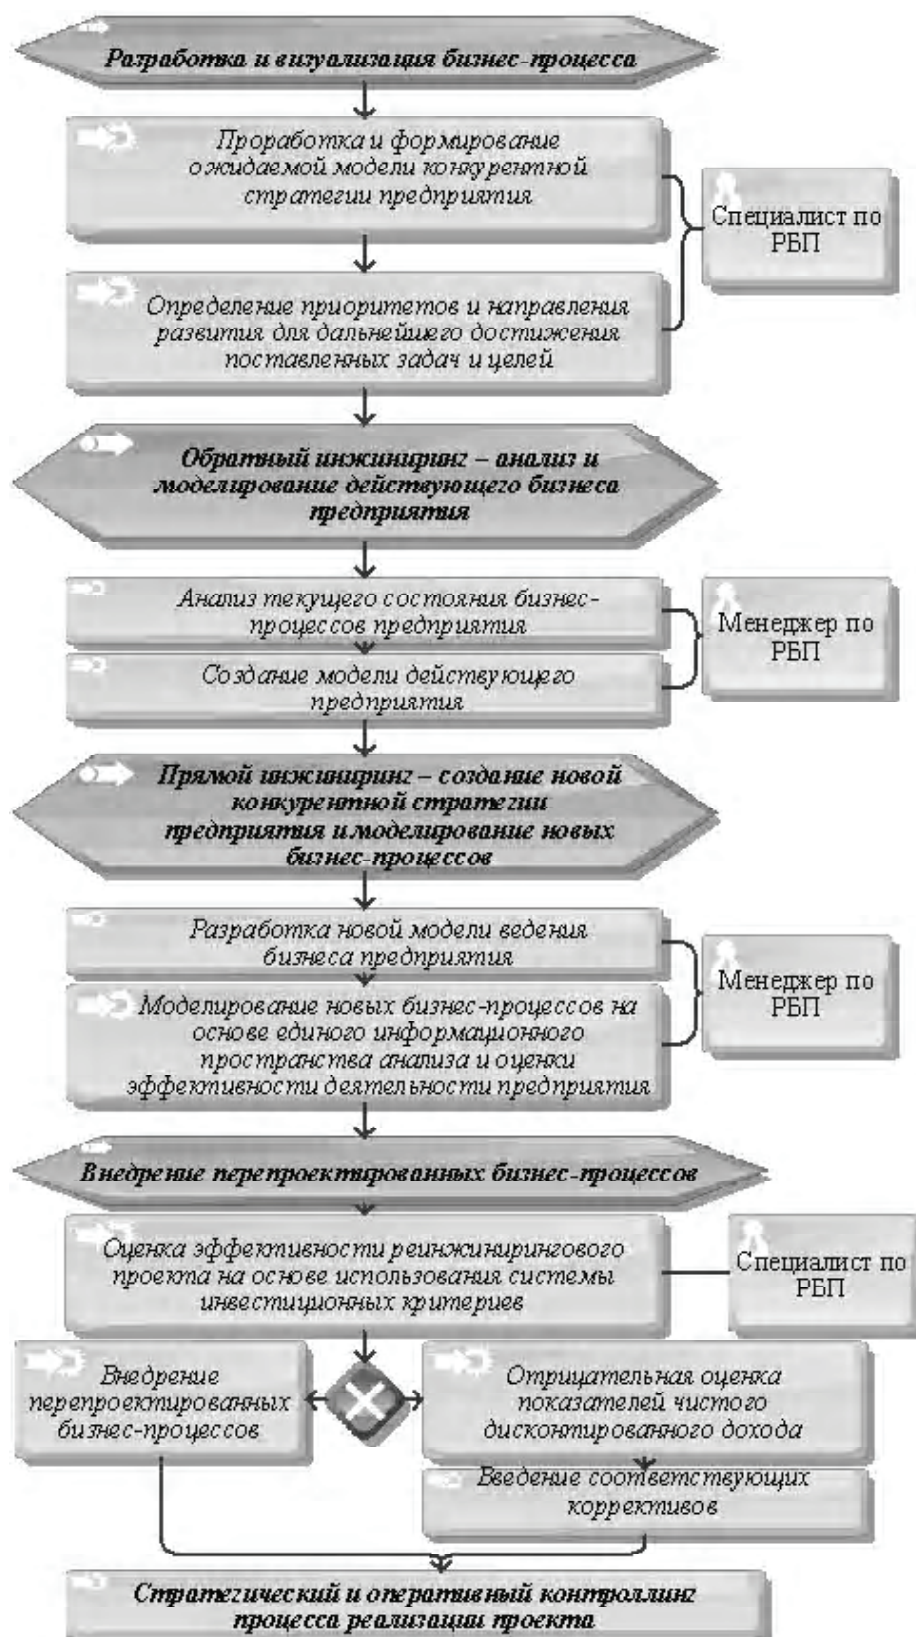 Разработка и визуализация бизнес-процесса
Проработка и формирование
ожидаемой модели конкурентной
стратегии предприятия
Специалист по
РБП
Определение приоритетов и направления
развития для дальнейшего достижения
поставленных задач и целей
Обратный инжиниринг – анализ и
моделирование действующего бизнеса
предприятия
Анализ текущего состояния бизнес-
процессов предприятия
Менеджер по
РБП
Создание модели действующего
предприятия
Прямой инжиниринг – создание новой
конкурентной стратегии
предприятия и моделирование новых
бизнес-процессов
Разработка новой модели ведения
бизнеса предприятия
Менеджер по
РБП
Моделирование новых бизнес-процессов на
основе единого информационного
пространства анализа и оценки
эффективности деятельности предприятия
Внедрение перепроектированных бизнес-процессов
Оценка эффективности реинжинирингового
проекта на основе использования системы
инвестиционных критериев
Специалист по
РБП
Внедрение
перепроектированных
бизнес-процессов
Отрицательная оценка
показателей чистого
дисконтированного дохода
Введение соответствующих
коррективов
Стратегический и оперативный контроллинг
процесса реализации проекта